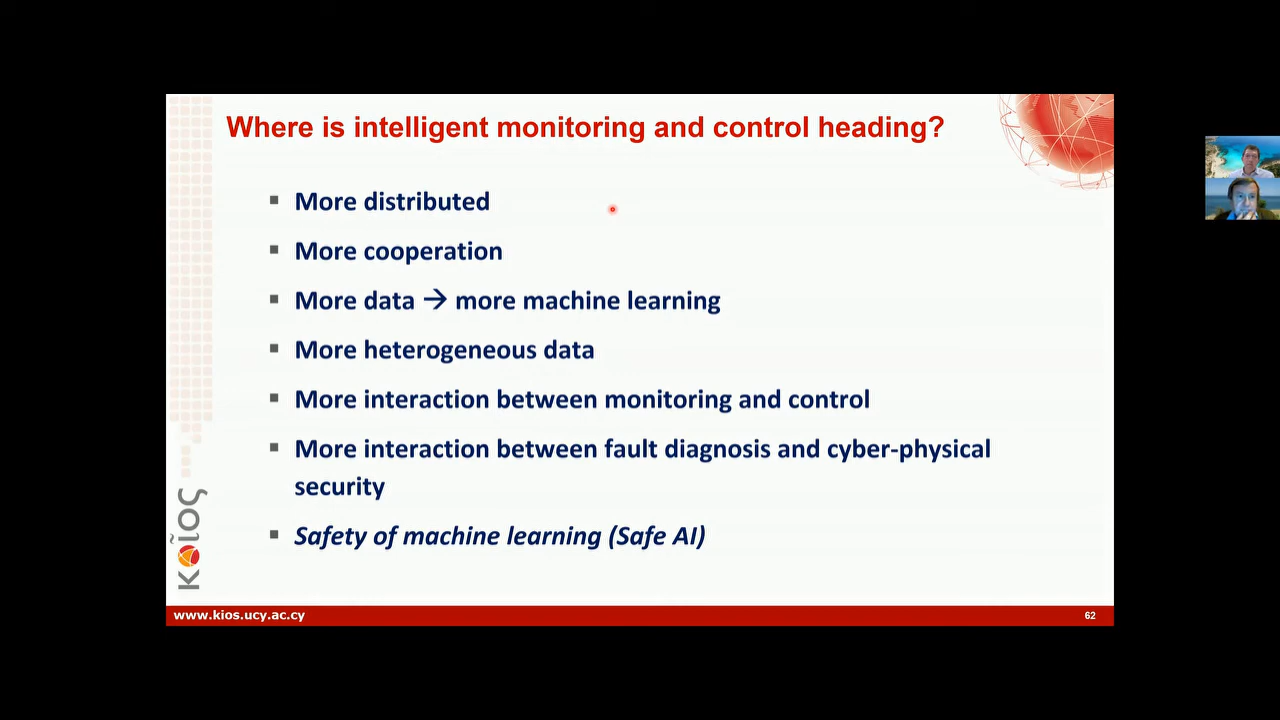 Where is intelligent monitoring and control heading?
More distributed
More cooperation
More data → more machine learning
More heterogeneous data
More interaction between monitoring and control
More interaction between fault diagnosis and cyber-physical
security
Safety of machine learning (Safe AI)
κοῖος
www.kios.ucy.ac.cy
62